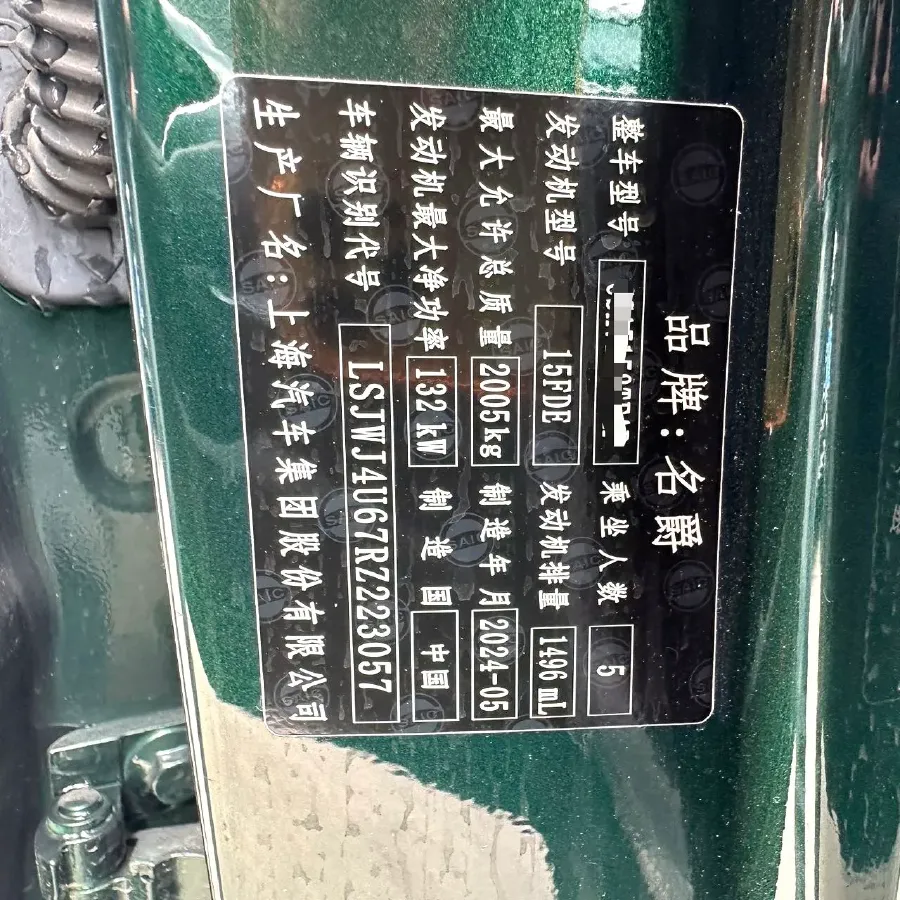 品牌:名爵
整车型号 乘坐人数 5
发动机型号 15FDE 发动机排量 1496 mL
最大允许总质量 2005kg 制造年月 2024-05
发动机最大净功率 132 kW 制造国 中国
车辆识别代号 LSJWJ4U67RZ223057
生产厂名:上海汽车集团股份有限公司